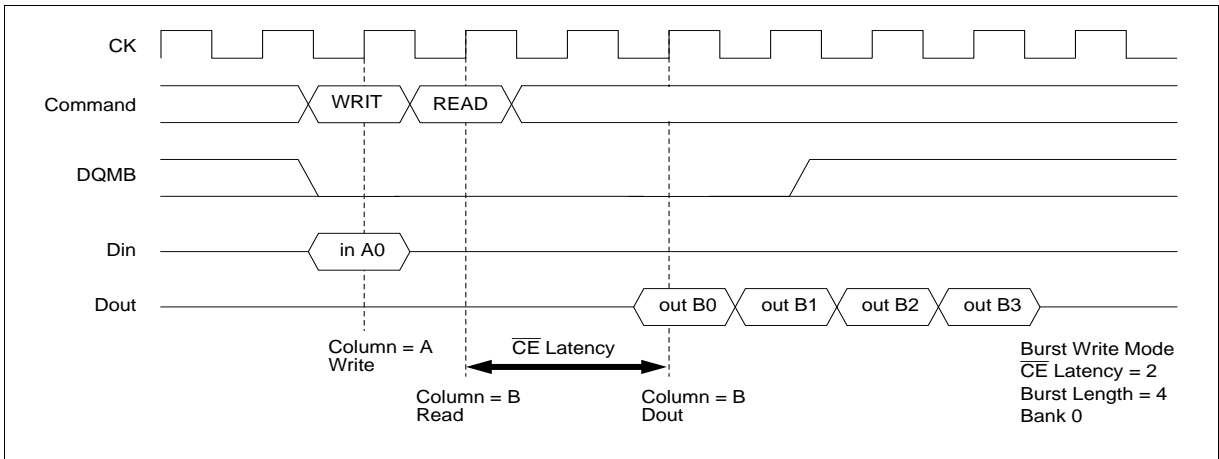 CK
Command WRIT READ
DQMB
Din in A0
Dout out B0 out B1 out B2 out B3
Column = A
Write
CE Latency
Column = B
Read
Column = B
Dout
Burst Write Mode
CE Latency = 2
Burst Length = 4
Bank 0